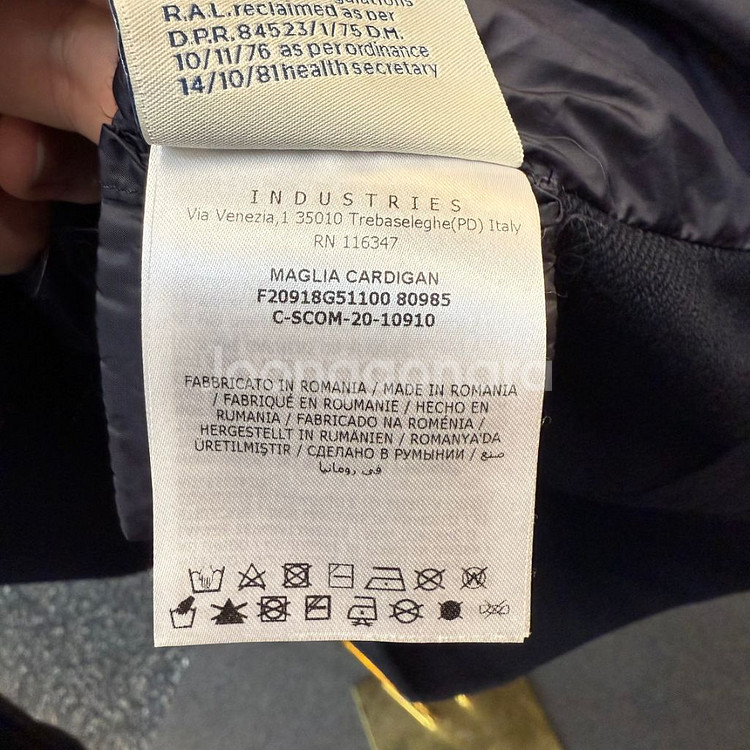 R.A.L. reclaimed as per
D.P.R. 84523/1/75 D.M.
10/11/76 as per ordinance
14/10/81 health secretary
INDUSTRIES
Via Venezia,1 35010 Trebaseleghe(PD) Italy
RN 116347
MAGLIA CARDIGAN
F20918G51100 80985
C-SCOM-20-10910
FABBRICATO IN ROMANIA / MADE IN ROMANIA
/ FABRIQUÉ EN ROUMANIE / HECHO EN
RUMANIA / FABRICADO NA ROMÉNIA /
HERGESTELLT IN RUMÄNIEN / ROMANYA'DA
ÜRETILMIŞTIR / СДЕЛАНО В РУМЫНИИ / صنع
في رومانيا